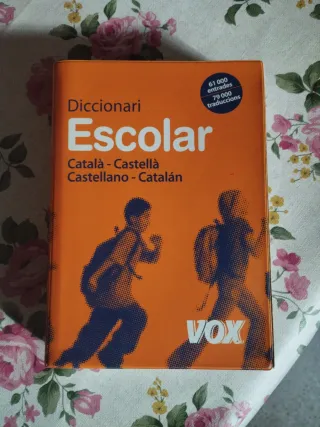 61 000
entrades
79 000
traduccions
Diccionari
Escolar
Català - Castellà
Castellano - Catalán
VOX